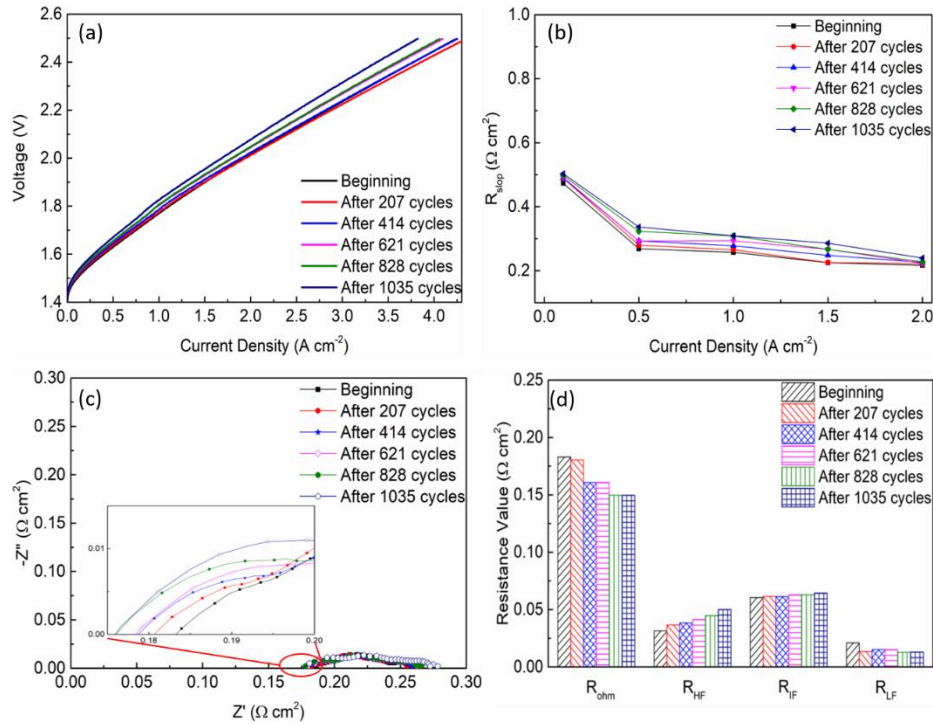 (a)
Voltage (V)
2.6
2.4
2.2
2.0
1.8
1.6
1.4
Beginning
After 207 cycles
After 414 cycles
After 621 cycles
After 828 cycles
After 1035 cycles
0.0 0.5 1.0 1.5 2.0 2.5 3.0 3.5 4.0
Current Density (A cm-2)
(b)
Rslop (Ω cm2)
1.0
0.8
0.6
0.4
0.2
Beginning
After 207 cycles
After 414 cycles
After 621 cycles
After 828 cycles
After 1035 cycles
0.0 0.5 1.0 1.5 2.0
Current Density (A cm-2)
(c)
-Z'' (Ω cm2)
0.30
0.25
0.20
0.15
0.10
0.05
0.00
Beginning
After 207 cycles
After 414 cycles
After 621 cycles
After 828 cycles
After 1035 cycles
0.01
0.00
0.18 0.19 0.20
0.00 0.05 0.10 0.15 0.20 0.25 0.30
Z' (Ω cm2)
(d)
Resistance Value (Ω cm2)
0.25
0.20
0.15
0.10
0.05
0.00
Beginning
After 207 cycles
After 414 cycles
After 621 cycles
After 828 cycles
After 1035 cycles
Rohm RHF RIF RLF